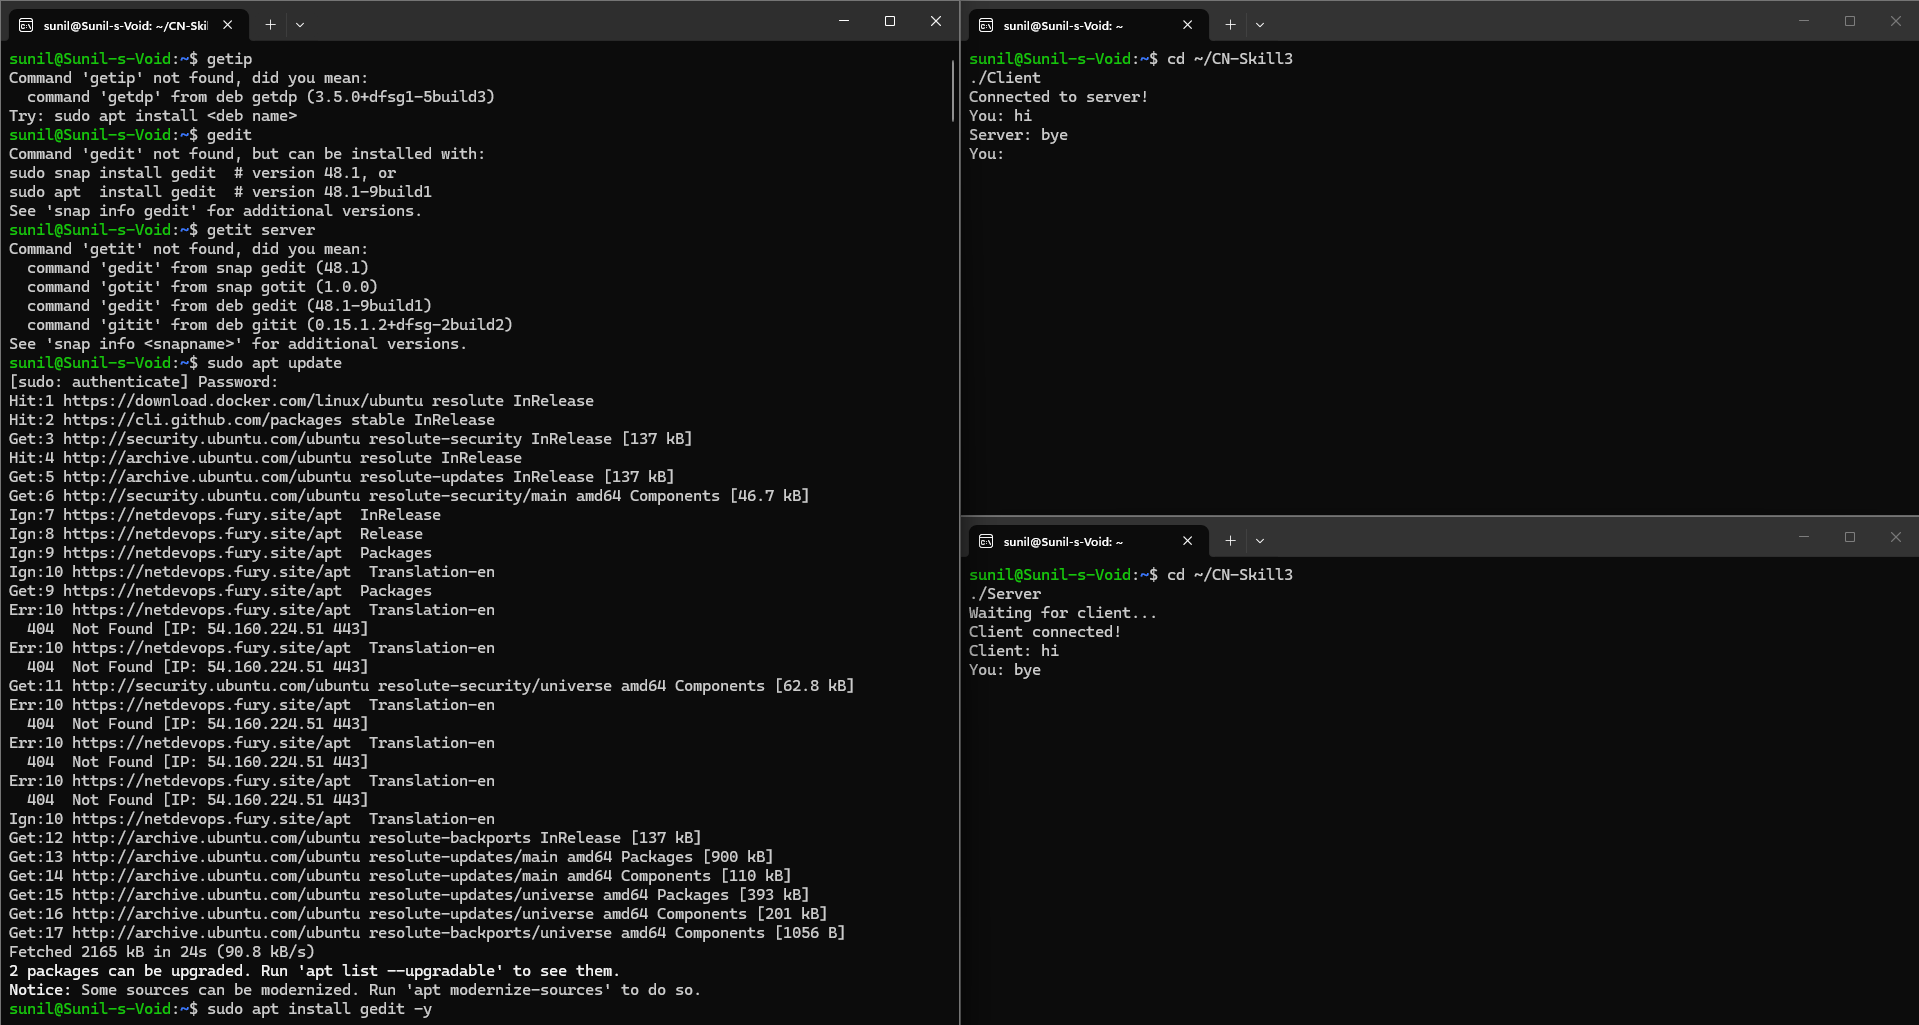 sunil@Sunil-s-Void: ~/CN-Skil
sunil@Sunil-s-Void:~$ getip
Command 'getip' not found, did you mean:
  command 'getdp' from deb getdp (3.5.0+dfsg1-5build3)
Try: sudo apt install <deb name>
sunil@Sunil-s-Void:~$ gedit
Command 'gedit' not found, but can be installed with:
sudo snap install gedit  # version 48.1, or
sudo apt  install gedit  # version 48.1-9build1
See 'snap info gedit' for additional versions.
sunil@Sunil-s-Void:~$ getit server
Command 'getit' not found, did you mean:
  command 'gedit' from snap gedit (48.1)
  command 'gotit' from snap gotit (1.0.0)
  command 'gedit' from deb gedit (48.1-9build1)
  command 'gitit' from deb gitit (0.15.1.2+dfsg-2build2)
See 'snap info <snapname>' for additional versions.
sunil@Sunil-s-Void:~$ sudo apt update
[sudo: authenticate] Password:
Hit:1 https://download.docker.com/linux/ubuntu resolute InRelease
Hit:2 https://cli.github.com/packages stable InRelease
Get:3 http://security.ubuntu.com/ubuntu resolute-security InRelease [137 kB]
Hit:4 http://archive.ubuntu.com/ubuntu resolute InRelease
Get:5 http://archive.ubuntu.com/ubuntu resolute-updates InRelease [137 kB]
Get:6 http://security.ubuntu.com/ubuntu resolute-security/main amd64 Components [46.7 kB]
Ign:7 https://netdevops.fury.site/apt  InRelease
Ign:8 https://netdevops.fury.site/apt  Release
Ign:9 https://netdevops.fury.site/apt  Packages
Ign:10 https://netdevops.fury.site/apt  Translation-en
Get:9 https://netdevops.fury.site/apt  Packages
Err:10 https://netdevops.fury.site/apt  Translation-en
  404  Not Found [IP: 54.160.224.51 443]
Err:10 https://netdevops.fury.site/apt  Translation-en
  404  Not Found [IP: 54.160.224.51 443]
Get:11 http://security.ubuntu.com/ubuntu resolute-security/universe amd64 Components [62.8 kB]
Err:10 https://netdevops.fury.site/apt  Translation-en
  404  Not Found [IP: 54.160.224.51 443]
Err:10 https://netdevops.fury.site/apt  Translation-en
  404  Not Found [IP: 54.160.224.51 443]
Err:10 https://netdevops.fury.site/apt  Translation-en
  404  Not Found [IP: 54.160.224.51 443]
Ign:10 https://netdevops.fury.site/apt  Translation-en
Get:12 http://archive.ubuntu.com/ubuntu resolute-backports InRelease [137 kB]
Get:13 http://archive.ubuntu.com/ubuntu resolute-updates/main amd64 Packages [900 kB]
Get:14 http://archive.ubuntu.com/ubuntu resolute-updates/main amd64 Components [110 kB]
Get:15 http://archive.ubuntu.com/ubuntu resolute-updates/universe amd64 Packages [393 kB]
Get:16 http://archive.ubuntu.com/ubuntu resolute-updates/universe amd64 Components [201 kB]
Get:17 http://archive.ubuntu.com/ubuntu resolute-backports/universe amd64 Components [1056 B]
Fetched 2165 kB in 24s (90.8 kB/s)
2 packages can be upgraded. Run 'apt list --upgradable' to see them.
Notice: Some sources can be modernized. Run 'apt modernize-sources' to do so.
sunil@Sunil-s-Void:~$ sudo apt install gedit -y
sunil@Sunil-s-Void: ~
sunil@Sunil-s-Void:~$ cd ~/CN-Skill3
./Client
Connected to server!
You: hi
Server: bye
You:
sunil@Sunil-s-Void: ~
sunil@Sunil-s-Void:~$ cd ~/CN-Skill3
./Server
Waiting for client...
Client connected!
Client: hi
You: bye